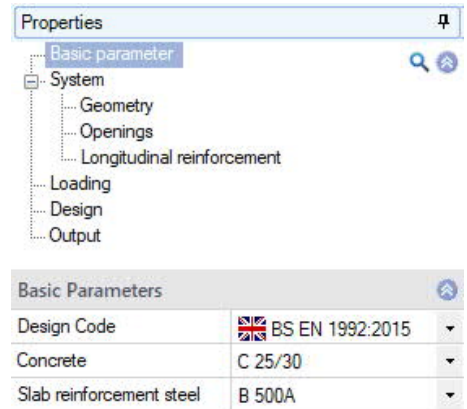 Properties
Basic parameter
System
Geometry
Openings
Longitudinal reinforcement
Loading
Design
Output
Basic Parameters
Design Code BS EN 1992:2015
Concrete C 25/30
Slab reinforcement steel B 500A